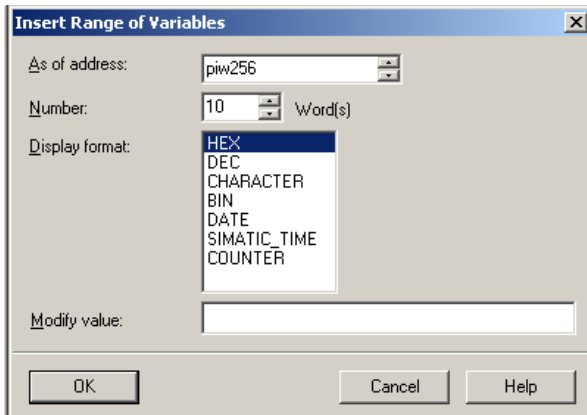 Insert Range of Variables
As of address: piw256
Number: 10 Word(s)
Display format: HEX
DEC
CHARACTER
BIN
DATE
SIMATIC_TIME
COUNTER
Modify value:
OK Cancel Help